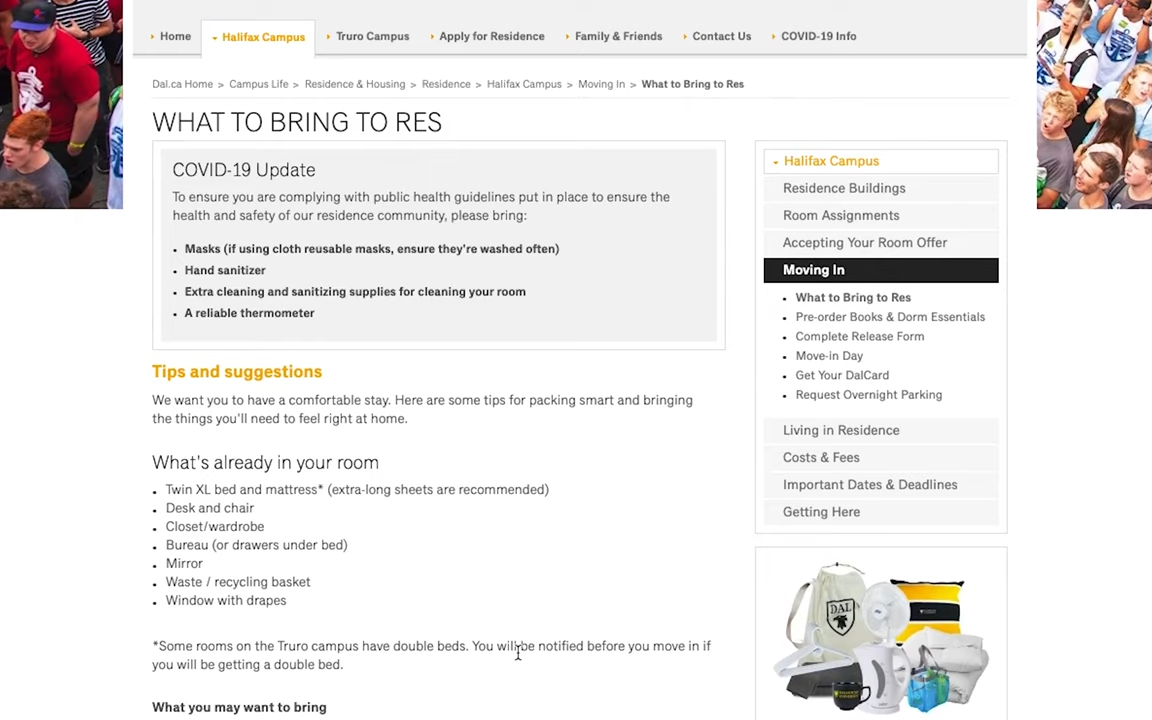 Home
Halifax Campus
Truro Campus
Apply for Residence
Family & Friends
Contact Us
COVID-19 Info
Dal.ca Home > Campus Life > Residence & Housing > Residence > Halifax Campus > Moving In > What to Bring to Res
WHAT TO BRING TO RES
COVID-19 Update
To ensure you are complying with public health guidelines put in place to ensure the
health and safety of our residence community, please bring:
• Masks (if using cloth reusable masks, ensure they're washed often)
• Hand sanitizer
• Extra cleaning and sanitizing supplies for cleaning your room
• A reliable thermometer
Tips and suggestions
We want you to have a comfortable stay. Here are some tips for packing smart and bringing
the things you'll need to feel right at home.
What's already in your room
• Twin XL bed and mattress* (extra-long sheets are recommended)
• Desk and chair
• Closet/wardrobe
• Bureau (or drawers under bed)
• Mirror
• Waste / recycling basket
• Window with drapes
*Some rooms on the Truro campus have double beds. You will be notified before you move in if
you will be getting a double bed.
What you may want to bring
Halifax Campus
Residence Buildings
Room Assignments
Accepting Your Room Offer
Moving In
• What to Bring to Res
• Pre-order Books & Dorm Essentials
• Complete Release Form
• Move-in Day
• Get Your DalCard
• Request Overnight Parking
Living in Residence
Costs & Fees
Important Dates & Deadlines
Getting Here
DAL